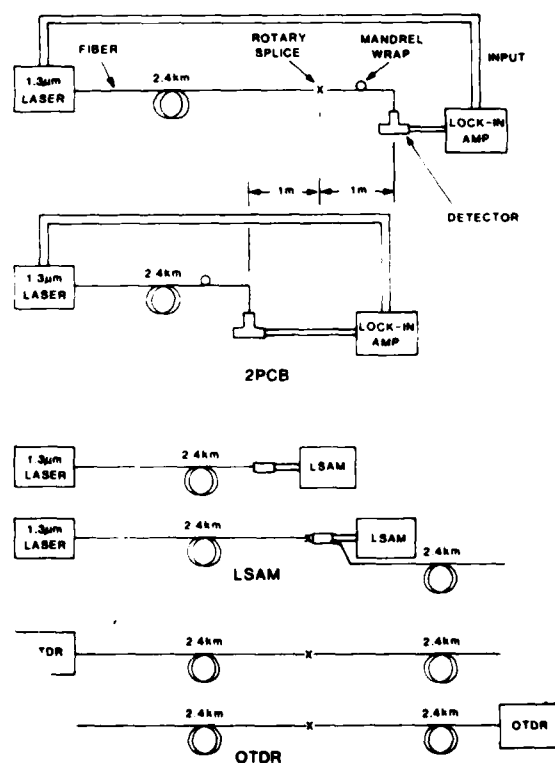 ROTARY SPLICE
MANDREL WRAP
FIBER
INPUT
1.3µm LASER
2.4km
LOCK-IN AMP
1m
1m
DETECTOR
1.3µm LASER
2.4km
LOCK-IN AMP
2PCB
1.3µm LASER
2.4km
LSAM
1.3µm LASER
2.4km
LSAM
2.4km
LSAM
TDR
2.4km
2.4km
2.4km
2.4km
OTDR
OTDR